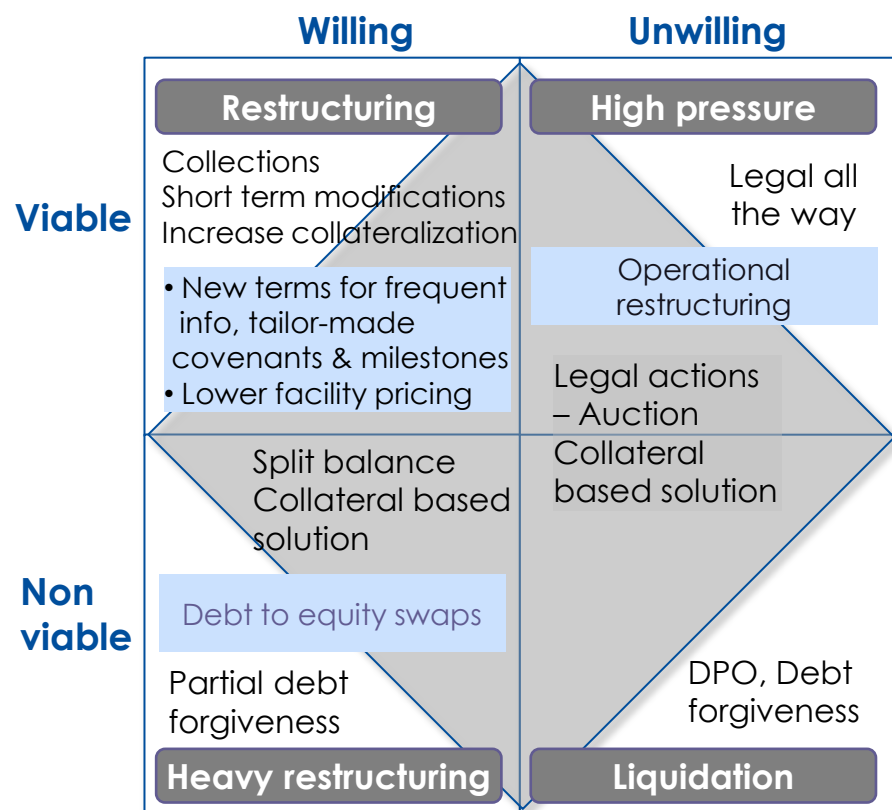 Willing
Unwilling
Viable
Restructuring
Collections
Short term modifications
Increase collateralization
• New terms for frequent
info, tailor-made
covenants & milestones
• Lower facility pricing
High pressure
Legal all
the way
Operational
restructuring
Legal actions
– Auction
Collateral
based solution
Non
viable
Split balance
Collateral based
solution
Debt to equity swaps
Partial debt
forgiveness
Heavy restructuring
DPO, Debt
forgiveness
Liquidation